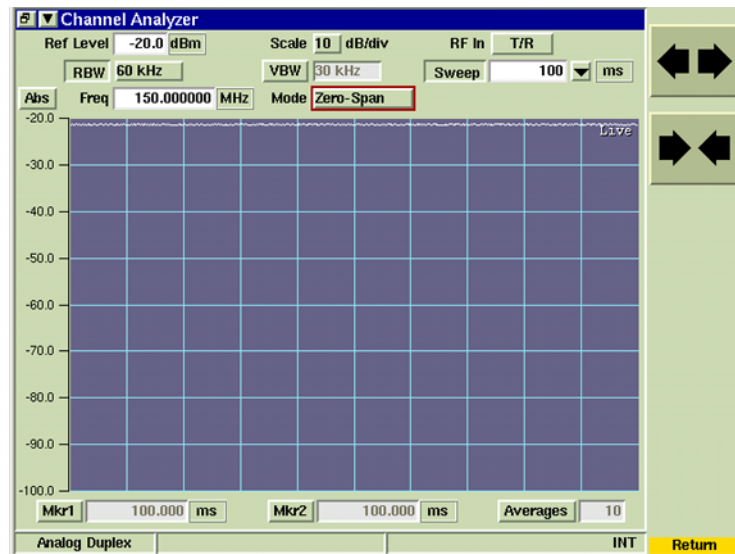 Channel Analyzer
Ref Level -20.0 dBm Scale 10 dB/div RF In T/R
RBW 60 kHz VBW 30 kHz Sweep 100 ms
Abs Freq 150.000000 MHz Mode Zero-Span
-20.0
Live
-30.0
-40.0
-50.0
-60.0
-70.0
-80.0
-90.0
-100.0
Mkr1 100.000 ms Mkr2 100.000 ms Averages 10
Analog Duplex INT Return